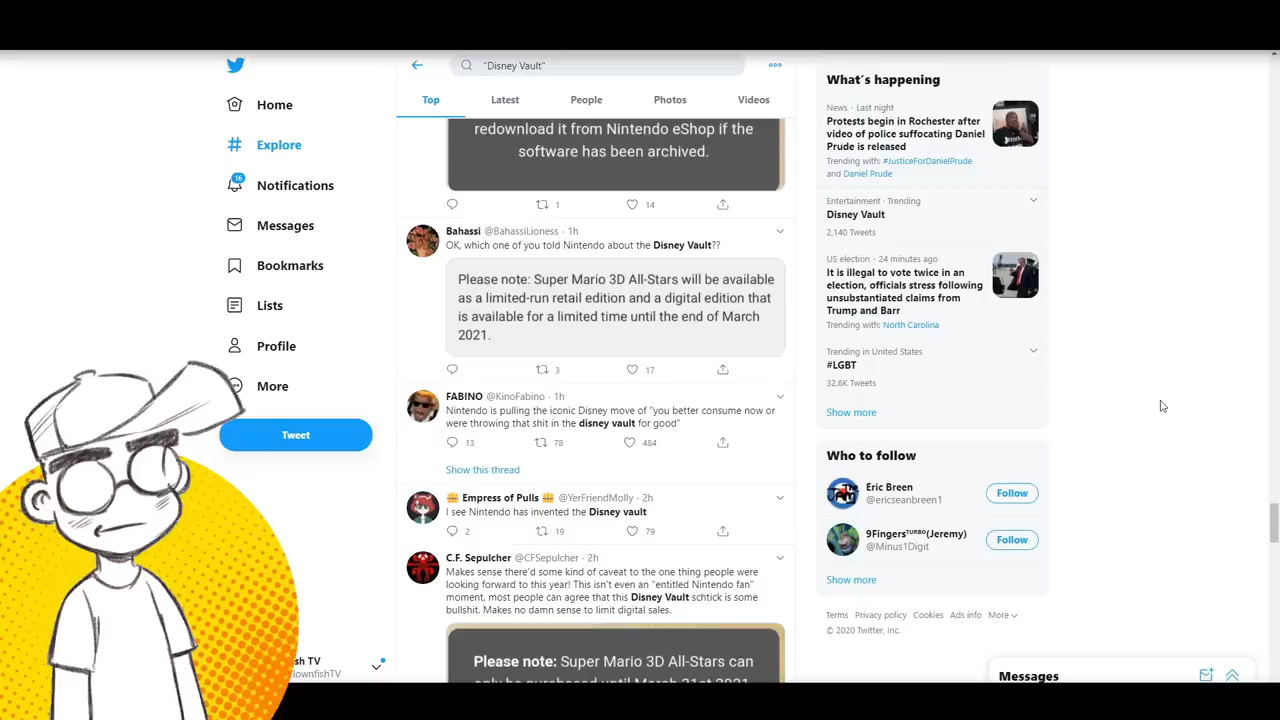 "Disney Vault"
Top
Latest
People
Photos
Videos
Home
Explore
16
Notifications
Messages
Bookmarks
Lists
Profile
More
Tweet
sh TV
lownfishTV
redownload it from Nintendo eShop if the
software has been archived.
1
14
Bahassi @BahassiLioness · 1h
OK, which one of you told Nintendo about the Disney Vault??
Please note: Super Mario 3D All-Stars will be available
as a limited-run retail edition and a digital edition that
is available for a limited time until the end of March
2021.
3
17
FABINO @KinoFabino · 1h
Nintendo is pulling the iconic Disney move of "you better consume now or
were throwing that shit in the disney vault for good"
13
78
484
Show this thread
Empress of Pulls @YerFriendMolly · 2h
I see Nintendo has invented the Disney vault
2
19
79
C.F. Sepulcher @CFSepulcher · 2h
Makes sense there'd some kind of caveat to the one thing people were
looking forward to this year! This isn't even an "entitled Nintendo fan"
moment, most people can agree that this Disney Vault schtick is some
bullshit. Makes no damn sense to limit digital sales.
Please note: Super Mario 3D All-Stars can
only be purchased until March 31st 2021
What's happening
News · Last night
Protests begin in Rochester after
video of police suffocating Daniel
Prude is released
Trending with: #JusticeForDanielPrude
and Daniel Prude
Entertainment · Trending
Disney Vault
2,140 Tweets
US election · 24 minutes ago
It is illegal to vote twice in an
election, officials stress following
unsubstantiated claims from
Trump and Barr
Trending with: North Carolina
Trending in United States
#LGBT
32.6K Tweets
Show more
Who to follow
Eric Breen
@ericseanbreen1
Follow
9Fingersᵀᵁᴿᴮᴼ(Jeremy)
@Minus1Digit
Follow
Show more
Terms Privacy policy Cookies Ads info More
© 2020 Twitter, Inc.
Messages